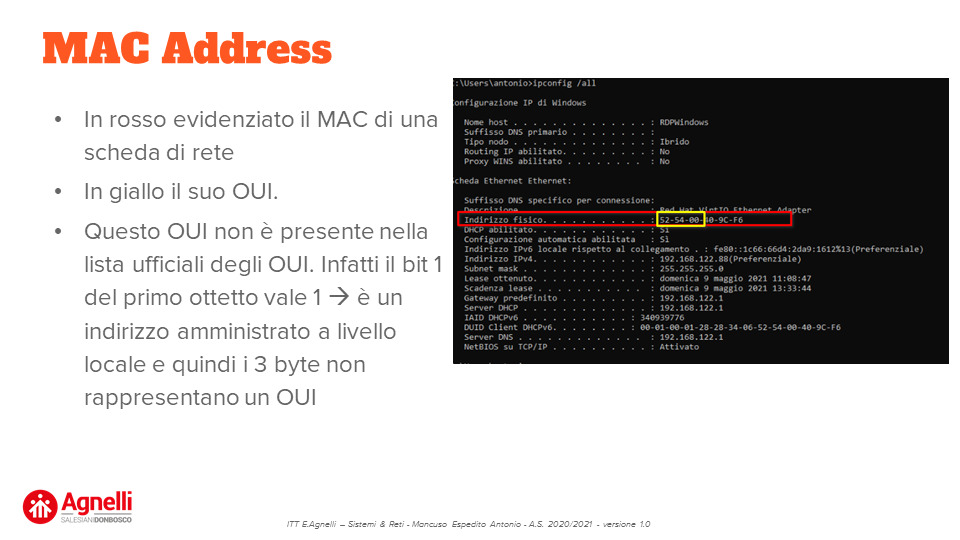 MAC Address
• In rosso evidenziato il MAC di una
scheda di rete
• In giallo il suo OUI.
• Questo OUI non è presente nella
lista ufficiali degli OUI. Infatti il bit 1
del primo ottetto vale 1 → è un
indirizzo amministrato a livello
locale e quindi i 3 byte non
rappresentano un OUI
:\Users\antonio>ipconfig /all
onfigurazione IP di Windows
Nome host . . . . . . . . . . . . . . : RDPWindows
Suffisso DNS primario . . . . . . . . :
Tipo nodo . . . . . . . . . . . . . . : Ibrido
Routing IP abilitato. . . . . . . . . : No
Proxy WINS abilitato . . . . . . . . : No
cheda Ethernet Ethernet:
Suffisso DNS specifico per connessione:
Descrizione . . . . . . . . . . . . . : Red Hat VirtIO Ethernet Adapter
Indirizzo fisico. . . . . . . . . . . : 52-54-00-40-9C-F6
DHCP abilitato. . . . . . . . . . . . : Sì
Configurazione automatica abilitata : Sì
Indirizzo IPv6 locale rispetto al collegamento . : fe80::1c66:66d4:2da9:1612%13(Preferenziale)
Indirizzo IPv4. . . . . . . . . . . . : 192.168.122.88(Preferenziale)
Subnet mask . . . . . . . . . . . . . : 255.255.255.0
Lease ottenuto. . . . . . . . . . . . : domenica 9 maggio 2021 11:08:47
Scadenza lease . . . . . . . . . . . : domenica 9 maggio 2021 13:33:44
Gateway predefinito . . . . . . . . . : 192.168.122.1
Server DHCP . . . . . . . . . . . . . : 192.168.122.1
IAID DHCPv6 . . . . . . . . . . . : 340939776
DUID Client DHCPv6. . . . . . . . : 00-01-00-01-28-28-34-06-52-54-00-40-9C-F6
Server DNS . . . . . . . . . . . . . : 192.168.122.1
NetBIOS su TCP/IP . . . . . . . . . . : Attivato
Agnelli
SALESIANI DONBOSCO
ITT E.Agnelli – Sistemi & Reti - Mancuso Espedito Antonio - A.S. 2020/2021 - versione 1.0